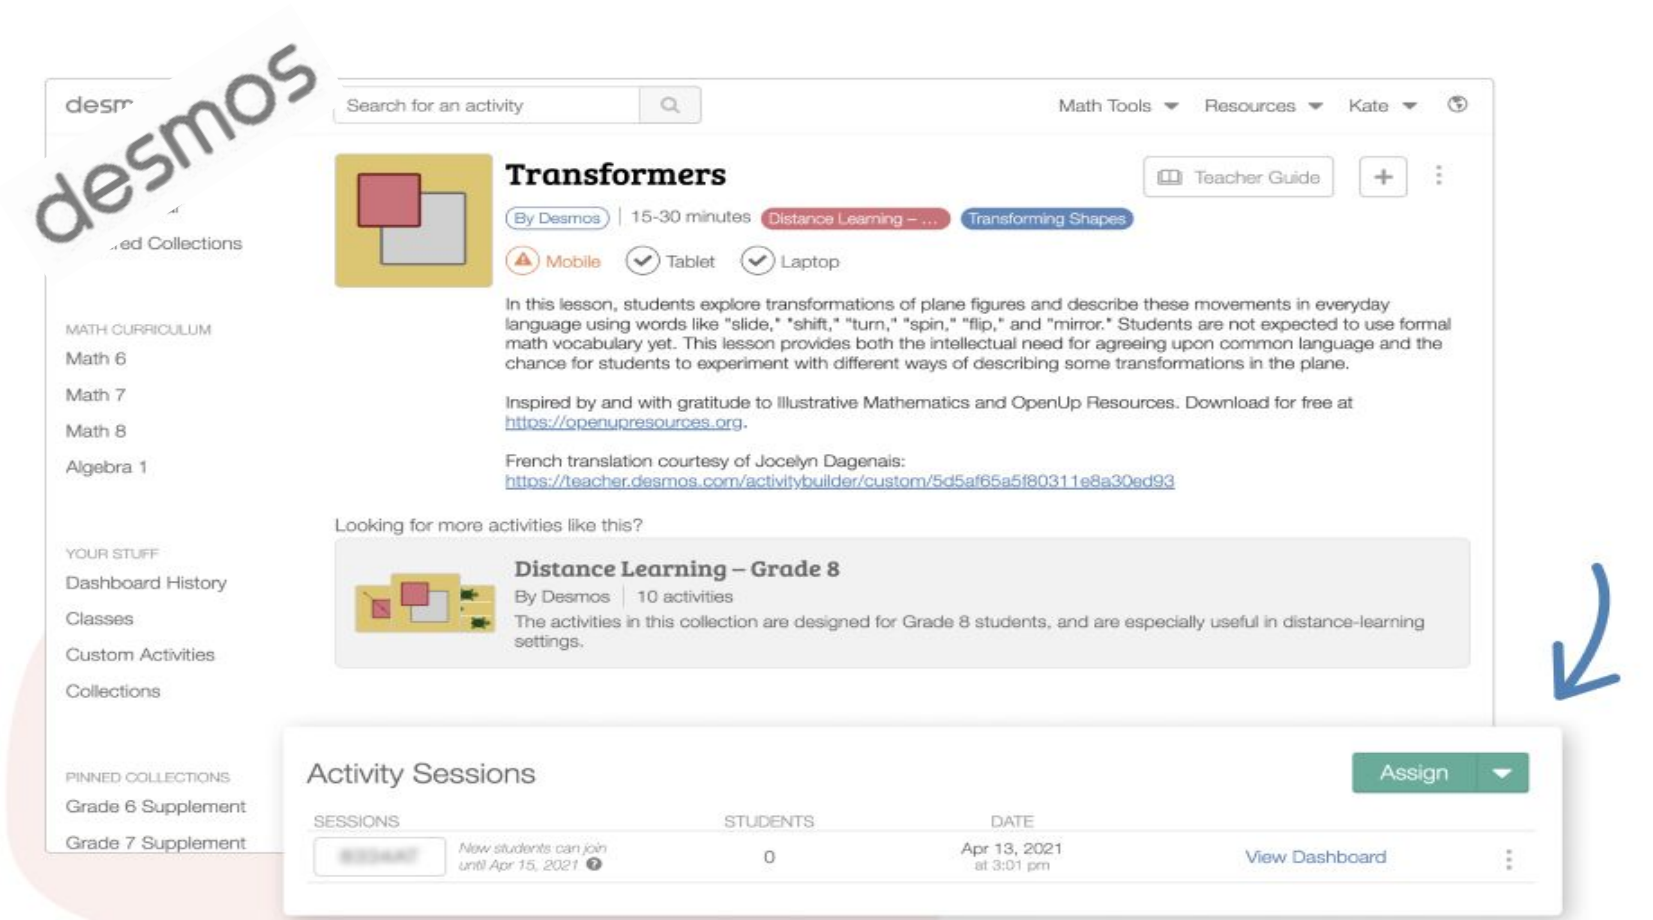 desmos
Search for an activity
Math Tools
Resources
Kate
Collections
MATH CURRICULUM
Math 6
Math 7
Math 8
Algebra 1
YOUR STUFF
Dashboard History
Classes
Custom Activities
Collections
PINNED COLLECTIONS
Grade 6 Supplement
Grade 7 Supplement
Transformers
Teacher Guide
+
By Desmos | 15-30 minutes Distance Learning – ... Transforming Shapes
Mobile Tablet Laptop
In this lesson, students explore transformations of plane figures and describe these movements in everyday
language using words like "slide," "shift," "turn," "spin," "flip," and "mirror." Students are not expected to use formal
math vocabulary yet. This lesson provides both the intellectual need for agreeing upon common language and the
chance for students to experiment with different ways of describing some transformations in the plane.
Inspired by and with gratitude to Illustrative Mathematics and OpenUp Resources. Download for free at
https://openupresources.org.
French translation courtesy of Jocelyn Dagenais:
https://teacher.desmos.com/activitybuilder/custom/5d5af65a5f80311e8a30ed93
Looking for more activities like this?
Distance Learning – Grade 8
By Desmos | 10 activities
The activities in this collection are designed for Grade 8 students, and are especially useful in distance-learning
settings.
Activity Sessions
Assign
SESSIONS STUDENTS DATE
New students can join
until Apr 15, 2021
0
Apr 13, 2021
at 3:01 pm
View Dashboard